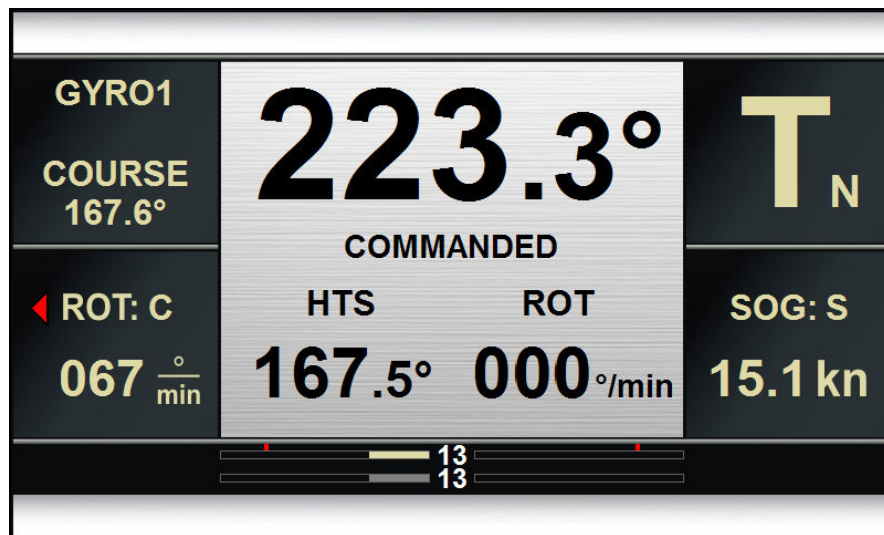 GYRO1
COURSE
167.6°
223.3°
COMMANDED
HTS ROT
167.5° 000°/min
T N
ROT: C
067 °/min
SOG: S
15.1 kn
13
13